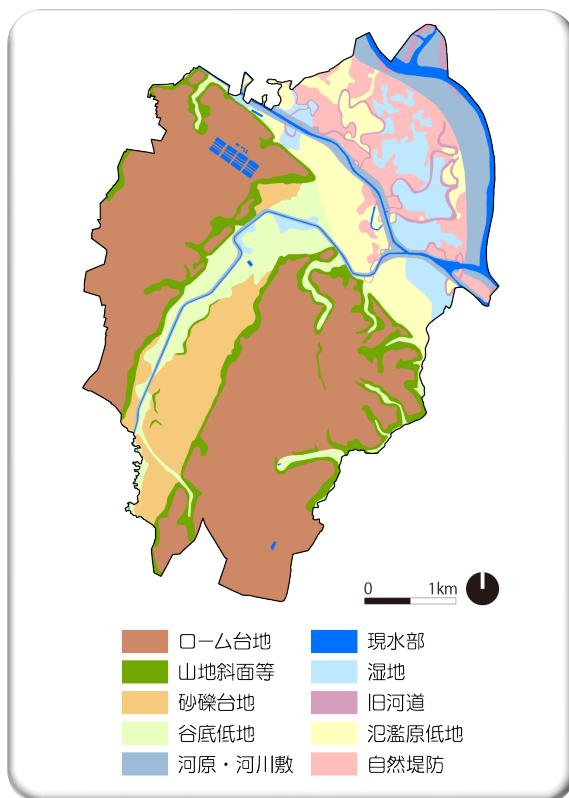 0 1km
ローム台地
山地斜面等
砂礫台地
谷底低地
河原・河川敷
現水部
湿地
旧河道
氾濫原低地
自然堤防